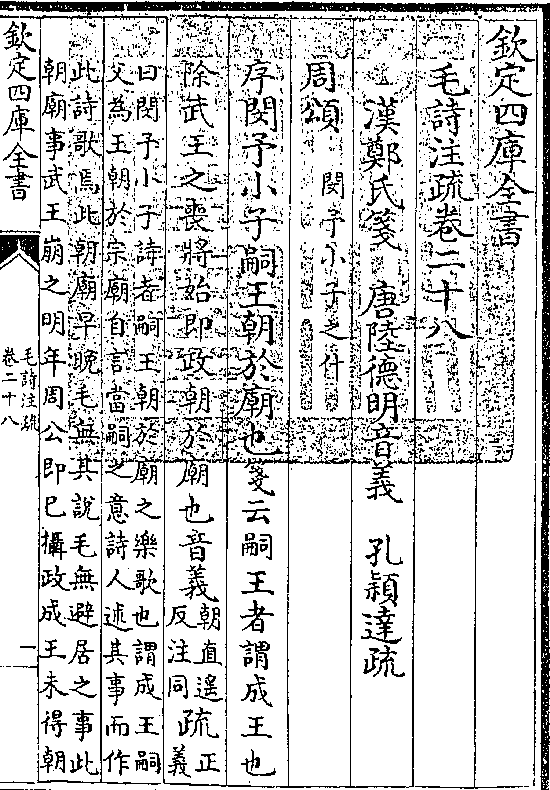 欽定四庫全書
毛詩注疏卷二十八
漢鄭氏箋　唐陸德明音義　孔穎達疏
周頌　閔予小子之什
序閔予小子嗣王朝於廟也箋云嗣王者謂成王也
除武王之喪將始即政朝於廟也音義朝直遙反注同疏正義
曰閔予小子詩者嗣王朝於廟之樂歌也謂成王嗣
父為王朝於宗廟自言當嗣之意詩人述其事而作
此詩歌焉此朝廟早晚毛無其說毛無避居之事此
朝廟事武王崩之明年周公即已攝政成王未得朝
欽定四庫全書
毛詩注疏
卷二十八
一